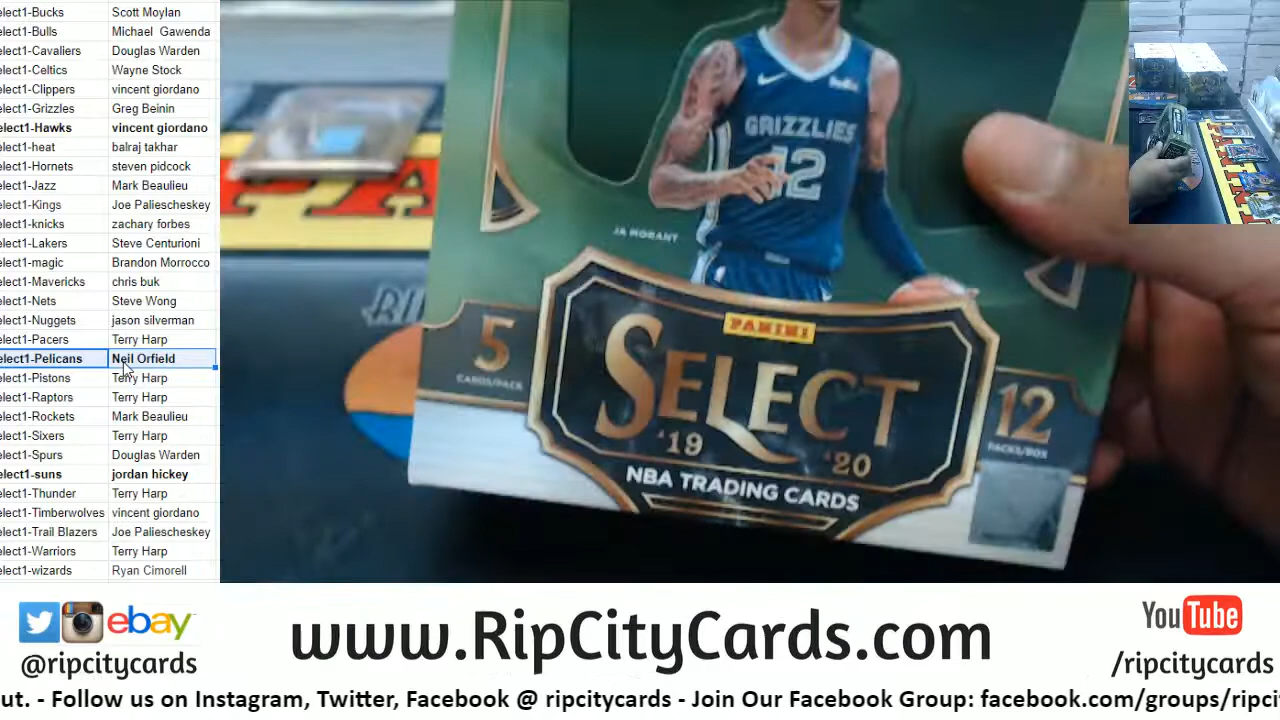 elect1-Bucks Scott Moylan
elect1-Bulls Michael Gawenda
elect1-Cavaliers Douglas Warden
elect1-Celtics Wayne Stock
elect1-Clippers vincent giordano
elect1-Grizzles Greg Beinin
elect1-Hawks vincent giordano
elect1-heat balraj takhar
elect1-Hornets steven pidcock
elect1-Jazz Mark Beaulieu
elect1-Kings Joe Paliescheskey
elect1-knicks zachary forbes
elect1-Lakers Steve Centurioni
elect1-magic Brandon Morrocco
elect1-Mavericks chris buk
elect1-Nets Steve Wong
elect1-Nuggets jason silverman
elect1-Pacers Terry Harp
elect1-Pelicans Neil Orfield
elect1-Pistons Terry Harp
elect1-Raptors Terry Harp
elect1-Rockets Mark Beaulieu
elect1-Sixers Terry Harp
elect1-Spurs Douglas Warden
elect1-suns jordan hickey
elect1-Thunder Terry Harp
elect1-Timberwolves vincent giordano
elect1-Trail Blazers Joe Paliescheskey
elect1-Warriors Terry Harp
elect1-wizards Ryan Cimorell
FedEx
GRIZZLIES
12
JA MORANT
PANINI
5
CARDS/PACK
SELECT
'19 '20
NBA TRADING CARDS
12
PACKS/BOX
ebay
@ripcitycards
www.RipCityCards.com
YouTube
/ripcitycards
ut. - Follow us on Instagram, Twitter, Facebook @ ripcitycards - Join Our Facebook Group: facebook.com/groups/ripci